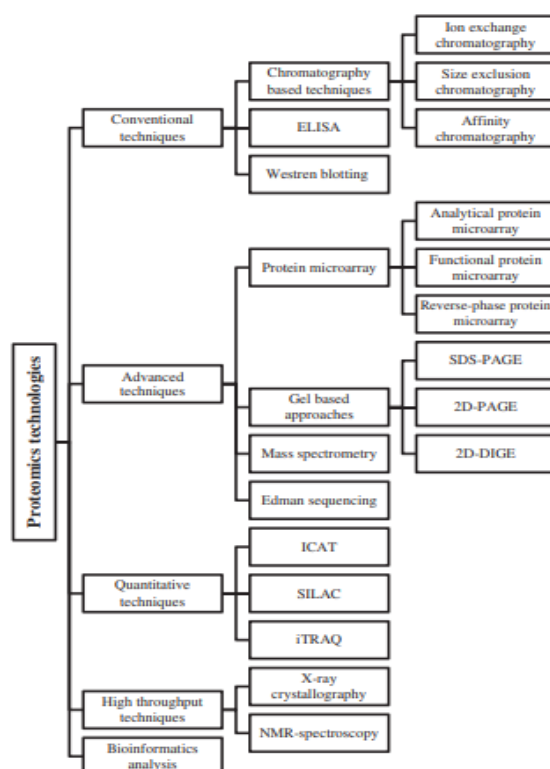 Proteomics technologies
Conventional
techniques
Chromatography
based techniques
Ion exchange
chromatography
Size exclusion
chromatography
Affinity
chromatography
ELISA
Westren blotting
Advanced
techniques
Protein microarray
Analytical protein
microarray
Functional protein
microarray
Reverse-phase protein
microarray
Gel based
approaches
SDS-PAGE
2D-PAGE
2D-DIGE
Mass spectrometry
Edman sequencing
Quantitative
techniques
ICAT
SILAC
iTRAQ
High throughput
techniques
X-ray
crystallography
NMR-spectroscopy
Bioinformatics
analysis